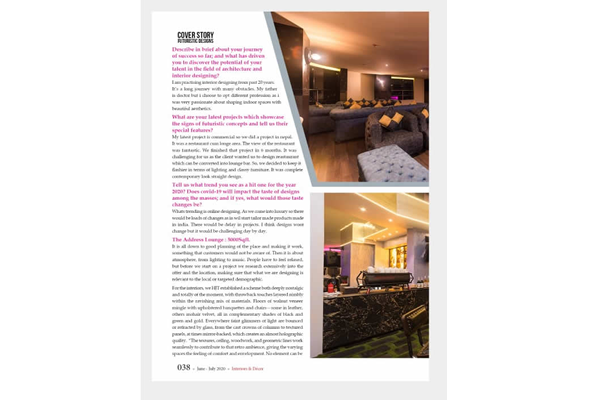 COVER STORY
FUTURISTIC DESIGNS
Describe in brief about your journey
of success so far; and what has driven
you to discover the potential of your
talent in the field of architecture and
interior designing?
I am practising interior designing from past 20 years.
It's a long journey with many obstacles. My father
is doctor but i choose to opt different profession as i
was very passionate about shaping indoor spaces with
beautiful aesthetics.
What are your latest projects which showcase
the signs of futuristic concepts and tell us their
special features?
My latest project is commercial so we did a project in nepal.
It was a restaurant cum lounge area. The view of the restaurant
was fantastic. We finished that project in 6 months. It was
challenging for us as the client wanted us to design restaurant
which can be converted into lounge bar. So, we decided to keep it
fusion in terms of lighting and classy furniture. It was complete
contemporary look straight design.
Tell us what trend you see as a hit one for the year
2020? Does covid-19 will impact the taste of designs
among the masses; and if yes, what would those taste
changes be?
Whats trending is online designing. As we come into luxury so there
would be loads of changes as in wd start tailor made products made
in india. There would be delay in projects. I think designs wont
change but it would be challenging day by day.
The Address Lounge : 5000Sqft.
It is all down to good planning of the place and making it work,
something that customers would not be aware of. Then it is about
atmosphere, from lighting to music. People have to feel relaxed,
but before we start on a project we research extensively into the
offer and the location, making sure that what we are designing is
relevant to the local or targeted demographic.
For the interiors, we HET established a scheme both deeply nostalgic
and totally of the moment, with throwback touches layered nimbly
within the ravishing mix of materials. Floors of walnut veneer
mingle with upholstered banquettes and chairs—some in leather,
others mohair velvet, all in complementary shades of black and
green and gold. Everywhere faint glimmers of light are bounced
or refracted by glass, from the cast crowns of columns to textured
panels, at times mirror-backed, which creates an almost holographic
quality. "The textures, ceiling, woodwork, and geometric liner work
seamlessly to contribute to that retro ambience, giving the varying
spaces the feeling of comfort and envelopment. No element can be
038 • June - July 2020 • Interiors & Decor